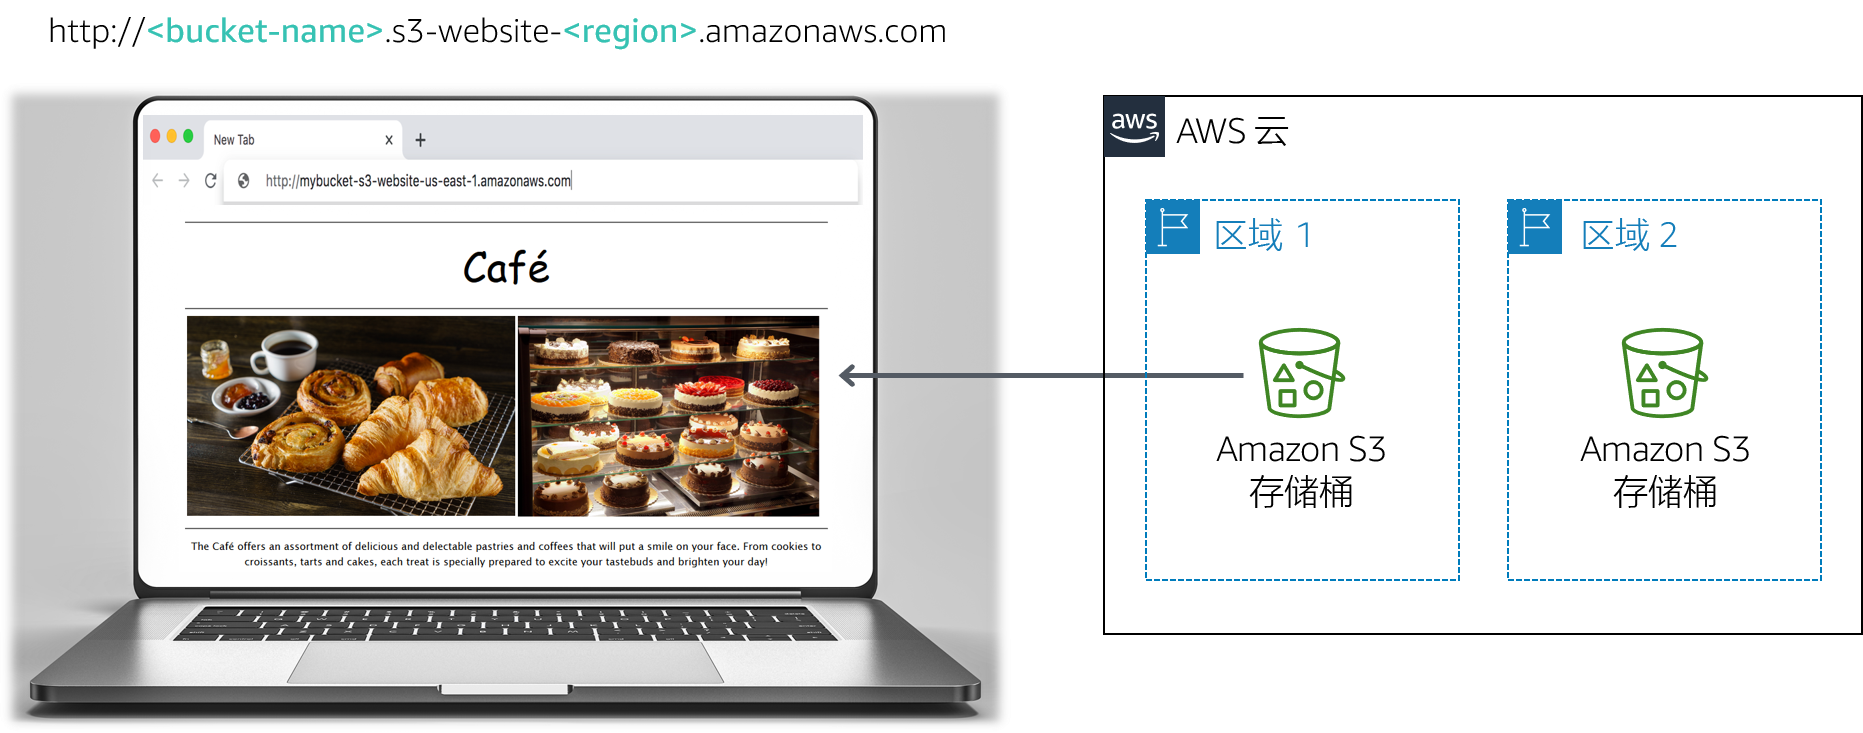 http://<bucket-name>.s3-website-<region>.amazonaws.com
New Tab
http://mybucket-s3-website-us-east-1.amazonaws.com
Café
The Café offers an assortment of delicious and delectable pastries and coffees that will put a smile on your face. From cookies to
croissants, tarts and cakes, each treat is specially prepared to excite your tastebuds and brighten your day!
aws
AWS 云
区域 1
区域 2
Amazon S3
存储桶
Amazon S3
存储桶